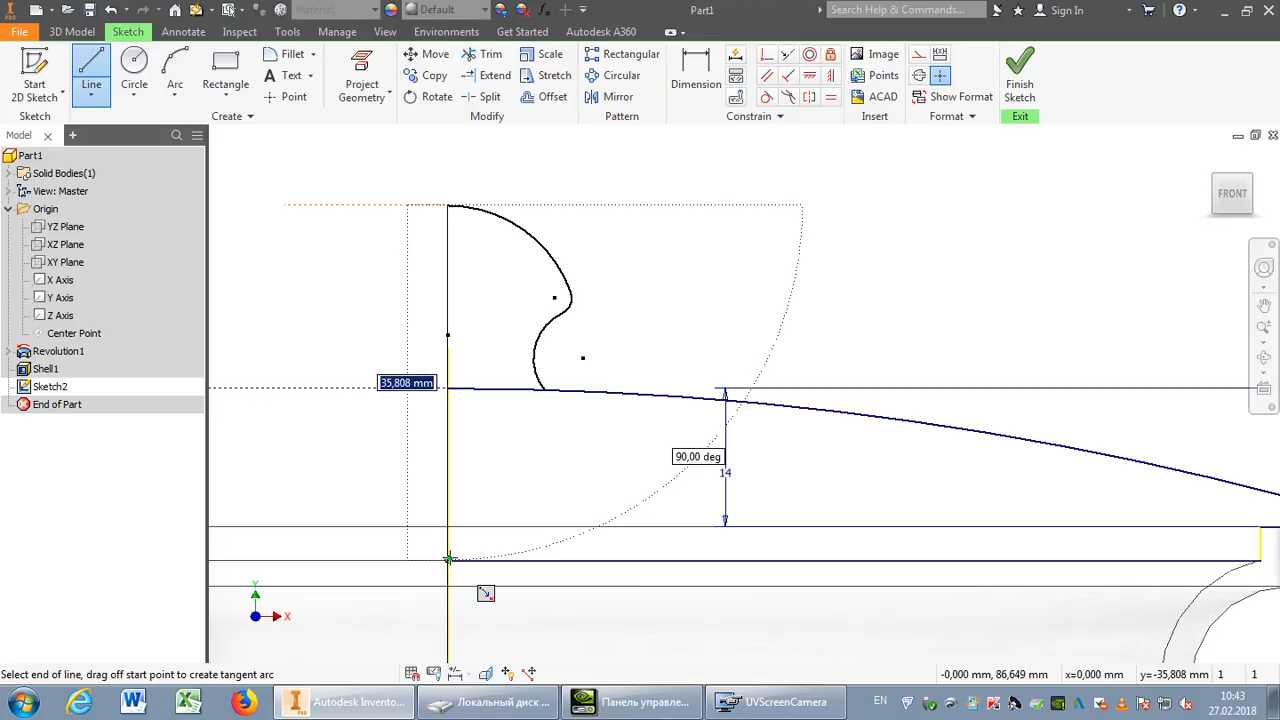 Material
Default
Part1
Search Help & Commands...
Sign In
File
3D Model
Sketch
Annotate
Inspect
Tools
Manage
View
Environments
Get Started
Autodesk A360
Start
2D Sketch
Line
Circle
Arc
Rectangle
Fillet
Text
Point
Project
Geometry
Move
Trim
Scale
Copy
Extend
Stretch
Rotate
Split
Offset
Rectangular
Circular
Mirror
Dimension
Image
Points
ACAD
Show Format
Finish
Sketch
Sketch
Create
Modify
Pattern
Constrain
Insert
Format
Exit
Model
Part1
Solid Bodies(1)
View: Master
Origin
YZ Plane
XZ Plane
XY Plane
X Axis
Y Axis
Z Axis
Center Point
Revolution1
Shell1
Sketch2
End of Part
FRONT
35,808 mm
90,00 deg
14
Y
X
Select end of line, drag off start point to create tangent arc
-0,000 mm, 86,649 mm
x=0,000 mm
y=-35,808 mm
1
1
Autodesk Invento...
Локальный диск ...
Панель управле...
UVScreenCamera
EN
10:43
27.02.2018